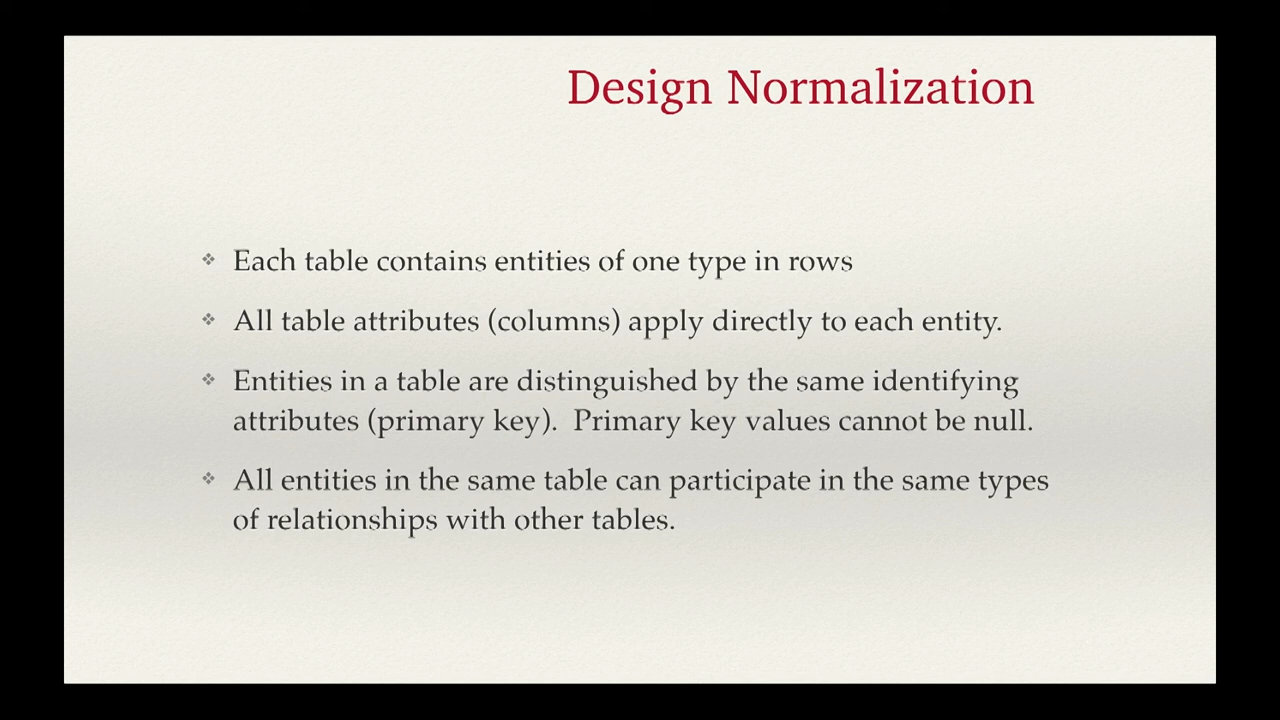 Design Normalization
❖ Each table contains entities of one type in rows
❖ All table attributes (columns) apply directly to each entity.
❖ Entities in a table are distinguished by the same identifying
attributes (primary key).  Primary key values cannot be null.
❖ All entities in the same table can participate in the same types
of relationships with other tables.